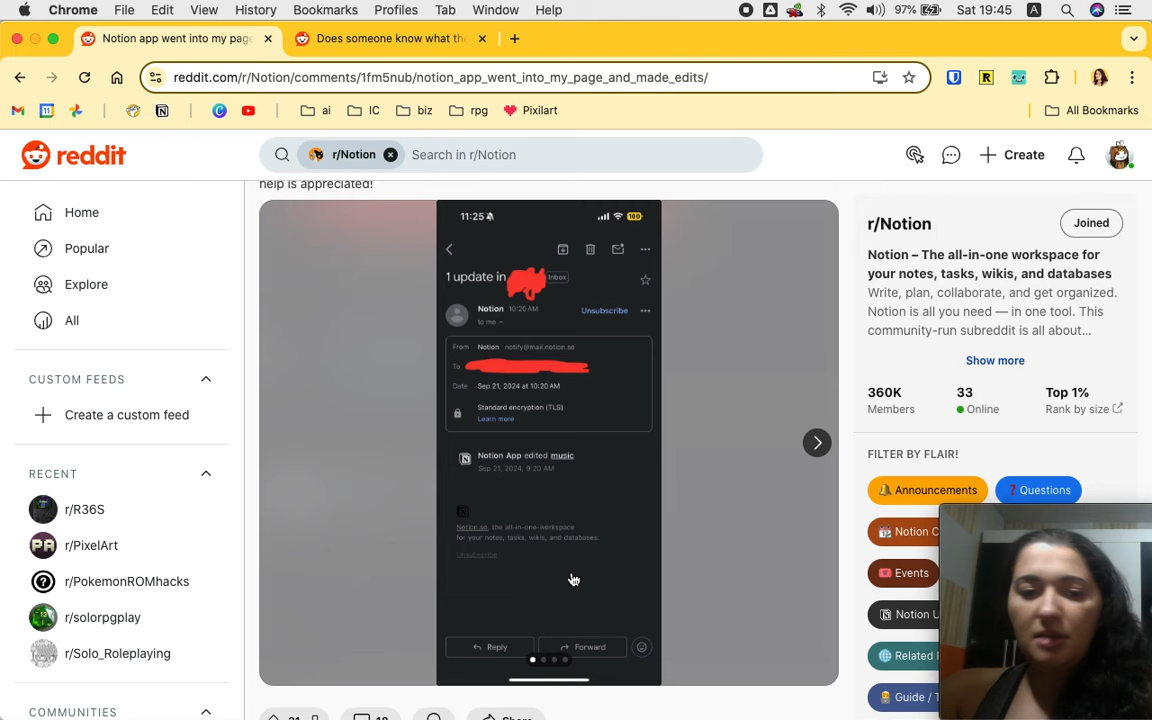 Chrome File Edit View History Bookmarks Profiles Tab Window Help 97% Sat 19:45 A
Notion app went into my page
Does someone know what the
reddit.com/r/Notion/comments/1fm5nub/notion_app_went_into_my_page_and_made_edits/
ai IC biz rpg Pixilart All Bookmarks
reddit
r/Notion Search in r/Notion
Create
help is appreciated!
Home
Popular
Explore
All
CUSTOM FEEDS
Create a custom feed
RECENT
r/R36S
r/PixelArt
r/PokemonROMhacks
r/solorpgplay
r/Solo_Roleplaying
COMMUNITIES
11:25 100
1 update in Inbox
Notion 10:20 AM Unsubscribe
to me
From Notion notify@mail.notion.so
To
Date Sep 21, 2024 at 10:20 AM
Standard encryption (TLS)
Learn more
Notion App edited music
Sep 21, 2024, 9:20 AM
Notion.so, the all-in-one-workspace
for your notes, tasks, wikis, and databases.
Unsubscribe
Reply Forward
Share
r/Notion Joined
Notion – The all-in-one workspace for
your notes, tasks, wikis, and databases
Write, plan, collaborate, and get organized.
Notion is all you need — in one tool. This
community-run subreddit is all about...
Show more
360K 33 Top 1%
Members Online Rank by size
FILTER BY FLAIR!
Announcements ❓Questions
Notion
Events
Notion
Related
Guide /